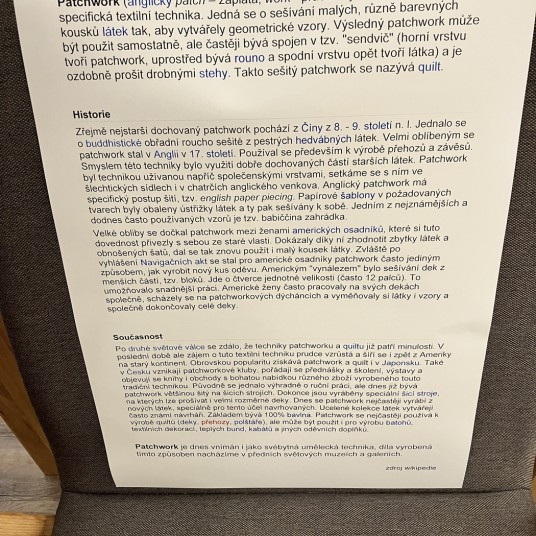 Patchwork (anglicky patch – záplata, work -
specifická textilní technika. Jedná se o sešívání malých, různě barevných
kousků látek tak, aby vytvářely geometrické vzory. Výsledný patchwork může
být použit samostatně, ale častěji bývá spojen v tzv. "sendvič" (horní vrstvu
tvoří patchwork, uprostřed bývá rouno a spodní vrstvu opět tvoří látka) a je
ozdobně prošit drobnými stehy. Takto sešitý patchwork se nazývá quilt.
Historie
Zřejmě nejstarší dochovaný patchwork pochází z Číny z 8. - 9. století n. l. Jednalo se
o buddhistické obřadní roucho sešité z pestrých hedvábných látek. Velmi oblíbeným se
patchwork stal v Anglii v 17. století. Používal se především k výrobě přehozů a závěsů.
Smyslem této techniky bylo využití dobře dochovaných částí starších látek. Patchwork
byl technikou užívanou napříč společenskými vrstvami, setkáme se s ním ve
šlechtických sídlech i v chatrčích anglického venkova. Anglický patchwork má
specifický postup šití, tzv. english paper piecing. Papírové šablony v požadovaných
tvarech byly obaleny ústřižky látek a ty pak sešívány k sobě. Jedním z nejznámějších a
dodnes často používaných vzorů je tzv. babiččina zahrádka.
Velké obliby se dočkal patchwork mezi ženami amerických osadníků, které si tuto
dovednost přivezly s sebou ze staré vlasti. Dokázaly díky ní zhodnotit zbytky látek a
obnošených šatů, dal se tak znovu použít i malý kousek látky. Zvláště po
vyhlášení Navigačních akt se stal pro americké osadníky patchwork často jediným
způsobem, jak vyrobit nový kus oděvu. Americkým "vynálezem" bylo sešívání dek z
menších částí, tzv. bloků. Jde o čtverce jednotné velikosti (často 12 palců). To
umožňovalo snadnější práci. Americké ženy často pracovaly na svých dekách
společně, scházely se na patchworkových dýcháncích a vyměňovaly si látky i vzory a
společně dokončovaly celé deky.
Současnost
Po druhé světové válce se zdálo, že techniky patchworku a quiltu již patří minulosti. V
poslední době ale zájem o tuto textilní techniku prudce vzrůstá a šíří se i zpět z Ameriky
na starý kontinent. Obrovskou popularitu získává patchwork a quilt i v Japonsku. Také
v Česku vznikají patchworkové kluby, pořádají se přednášky a školení, výstavy a
objevují se knihy i obchody s bohatou nabídkou různého zboží vyrobeného touto
tradiční technikou. Původně se jednalo výhradně o ruční práci, ale dnes již bývá
patchwork většinou šitý na šicích strojích. Dokonce jsou vyráběny speciální šicí stroje,
na kterých lze prošívat i velmi rozměrné deky. Dnes se patchwork nejčastěji vyrábí z
nových látek, speciálně pro tento účel navrhovaných. Ucelené kolekce látek vytvářejí
často známí návrháři. Základem bývá 100% bavlna. Patchwork se nejčastěji používá k
výrobě quiltů (deky, přehozy, polštáře), ale může být použit i pro výrobu batohů,
textilních dekorací, teplých bund, kabátů a jiných oděvních doplňků.
Patchwork je dnes vnímán i jako svébytná umělecká technika, díla vyrobená
tímto způsobem nacházíme v předních světových muzeích a galeriích.
zdroj wikipedie